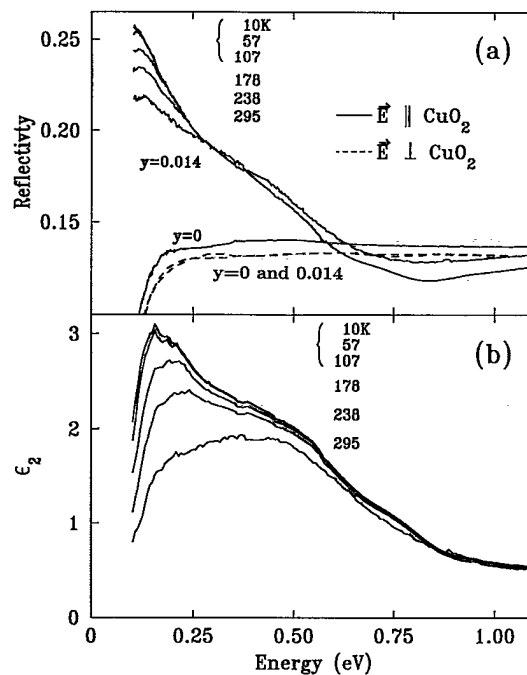 0.25
0.20
0.15
Reflectivty
10K
57
107
178
238
295
(a)
E⃗ ∥ CuO₂
E⃗ ⊥ CuO₂
y=0.014
y=0
y=0 and 0.014
3
2
1
0
ϵ₂
10K
57
107
178
238
295
(b)
0
0.25
0.50
0.75
1.00
Energy (eV)